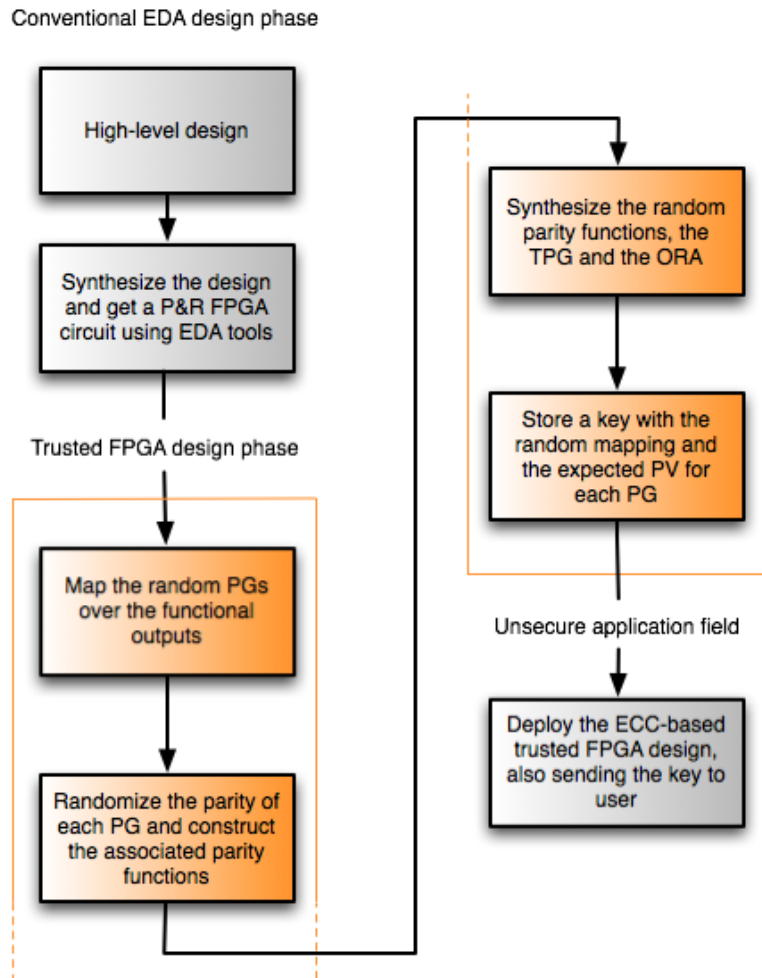 Conventional EDA design phase
High-level design
Synthesize the design
and get a P&R FPGA
circuit using EDA tools
Trusted FPGA design phase
Map the random PGs
over the functional
outputs
Randomize the parity of
each PG and construct
the associated parity
functions
Synthesize the random
parity functions, the
TPG and the ORA
Store a key with the
random mapping and
the expected PV for
each PG
Unsecure application field
Deploy the ECC-based
trusted FPGA design,
also sending the key to
user